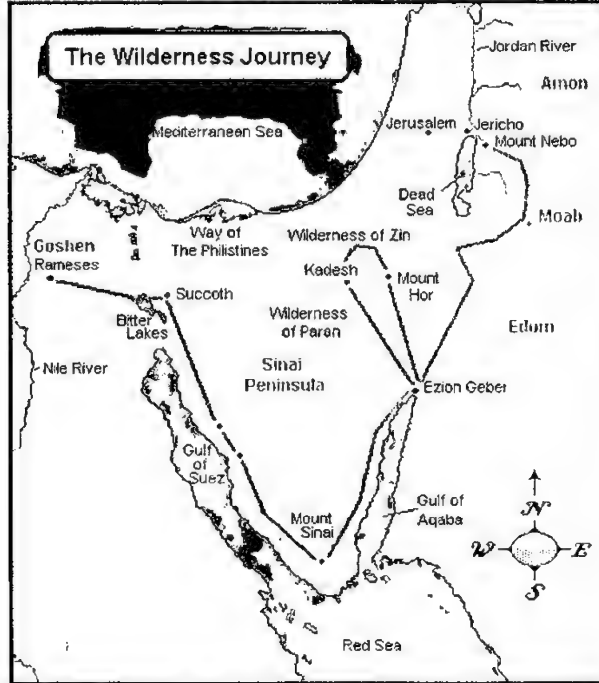 The Wilderness Journey
Jordan River
Amon
Mediterranean Sea
Jerusalem
Jericho
Mount Nebo
Dead
Sea
Moab
Way of
The Philistines
Wilderness of Zin
Goshen
Rameses
Kadesh
Mount
Hor
Succoth
Bitter
Lakes
Wilderness
of Paran
Edom
Sinai
Peninsula
Nile River
Ezion Geber
Gulf
of
Suez
Mount
Sinai
Gulf of
Aqaba
N
W
E
S
Red Sea